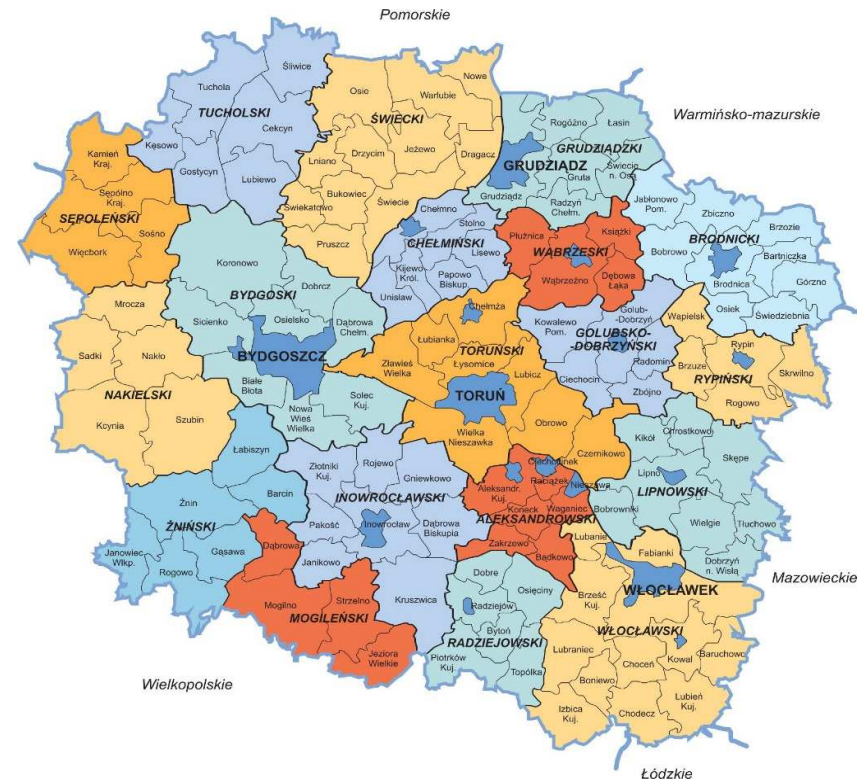 Pomorskie
Warmińsko-mazurskie
Mazowieckie
Łódzkie
Wielkopolskie
TUCHOLSKI
Śliwice
Tuchola
Cekcyn
Kęsowo
Gostycyn
Lubiewo
ŚWIECKI
Osie
Warlubie
Nowe
Lniano
Drzycim
Jeżewo
Dragacz
Bukowiec
Świekatowo
Świecie
Pruszcz
SĘPOLEŃSKI
Kamień
Kraj.
Sępólno
Kraj.
Sośno
Więcbork
GRUDZIĄDZ
GRUDZIĄDZKI
Rogóźno
Łasin
Gruta
Świecie
n. Osą
Grudziądz
Radzyń
Chełm.
CHEŁMIŃSKI
Chełmno
Stolno
Lisewo
Kijewo
Król.
Papowo
Biskup.
Unisław
WĄBRZESKI
Płużnica
Książki
Wąbrzeźno
Dębowa
Łąka
BRODNICKI
Jabłonowo
Pom.
Zbiczno
Brzozie
Bobrowo
Bartniczka
Brodnica
Górzno
Osiek
Świedziebnia
BYDGOSKI
BYDGOSZCZ
Koronowo
Dobrcz
Sicienko
Osielsko
Dąbrowa
Chełm.
Białe
Błota
Nowa
Wieś
Wielka
Solec
Kuj.
NAKIELSKI
Mrocza
Sadki
Nakło
Kcynia
Szubin
TORUŃSKI
TORUŃ
Chełmża
Łubianka
Zławieś
Wielka
Łysomice
Lubicz
Wielka
Nieszawka
Obrowo
Czernikowo
GOLUBSKO-
DOBRZYŃSKI
Kowalewo
Pom.
Golub-
-Dobrzyń
Radomin
Ciechocin
Zbójno
RYPIŃSKI
Wąpielsk
Rypin
Skrwilno
Brzuze
Rogowo
ŻNIŃSKI
Łabiszyn
Żnin
Barcin
Janowiec
Wlkp.
Gąsawa
Rogowo
INOWROCŁAWSKI
Złotniki
Kuj.
Rojewo
Gniewkowo
Pakość
Inowrocław
Dąbrowa
Biskupia
Janikowo
Kruszwica
ALEKSANDROWSKI
Ciechocinek
Aleksandr.
Kuj.
Raciążek
Nieszawa
Koneck
Waganiec
Zakrzewo
Bądkowo
LIPNOWSKI
Kikół
Chrostkowo
Skępe
Lipno
Bobrowniki
Wielgie
Tłuchowo
Dobrzyń
n. Wisłą
MOGILEŃSKI
Dąbrowa
Mogilno
Strzelno
Jeziora
Wielkie
RADZIEJOWSKI
Dobre
Osięciny
Radziejów
Bytoń
Piotrków
Kuj.
Topólka
WŁOCŁAWEK
WŁOCŁAWSKI
Lubanie
Fabianki
Brześć
Kuj.
Lubraniec
Choceń
Kowal
Baruchowo
Boniewo
Izbica
Kuj.
Chodecz
Lubień
Kuj.